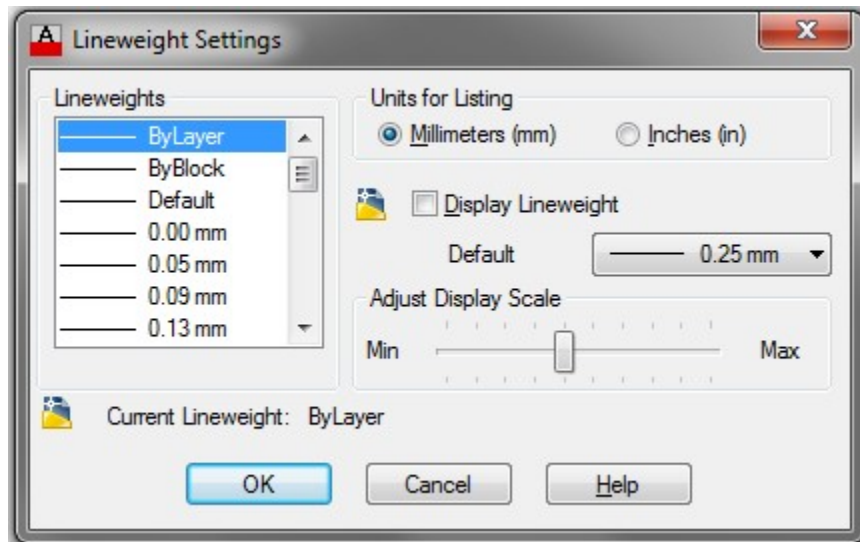 Lineweight Settings
Lineweights
ByLayer
ByBlock
Default
0.00 mm
0.05 mm
0.09 mm
0.13 mm
Units for Listing
Millimeters (mm) Inches (in)
Display Lineweight
Default 0.25 mm
Adjust Display Scale
Min Max
Current Lineweight: ByLayer
OK Cancel Help